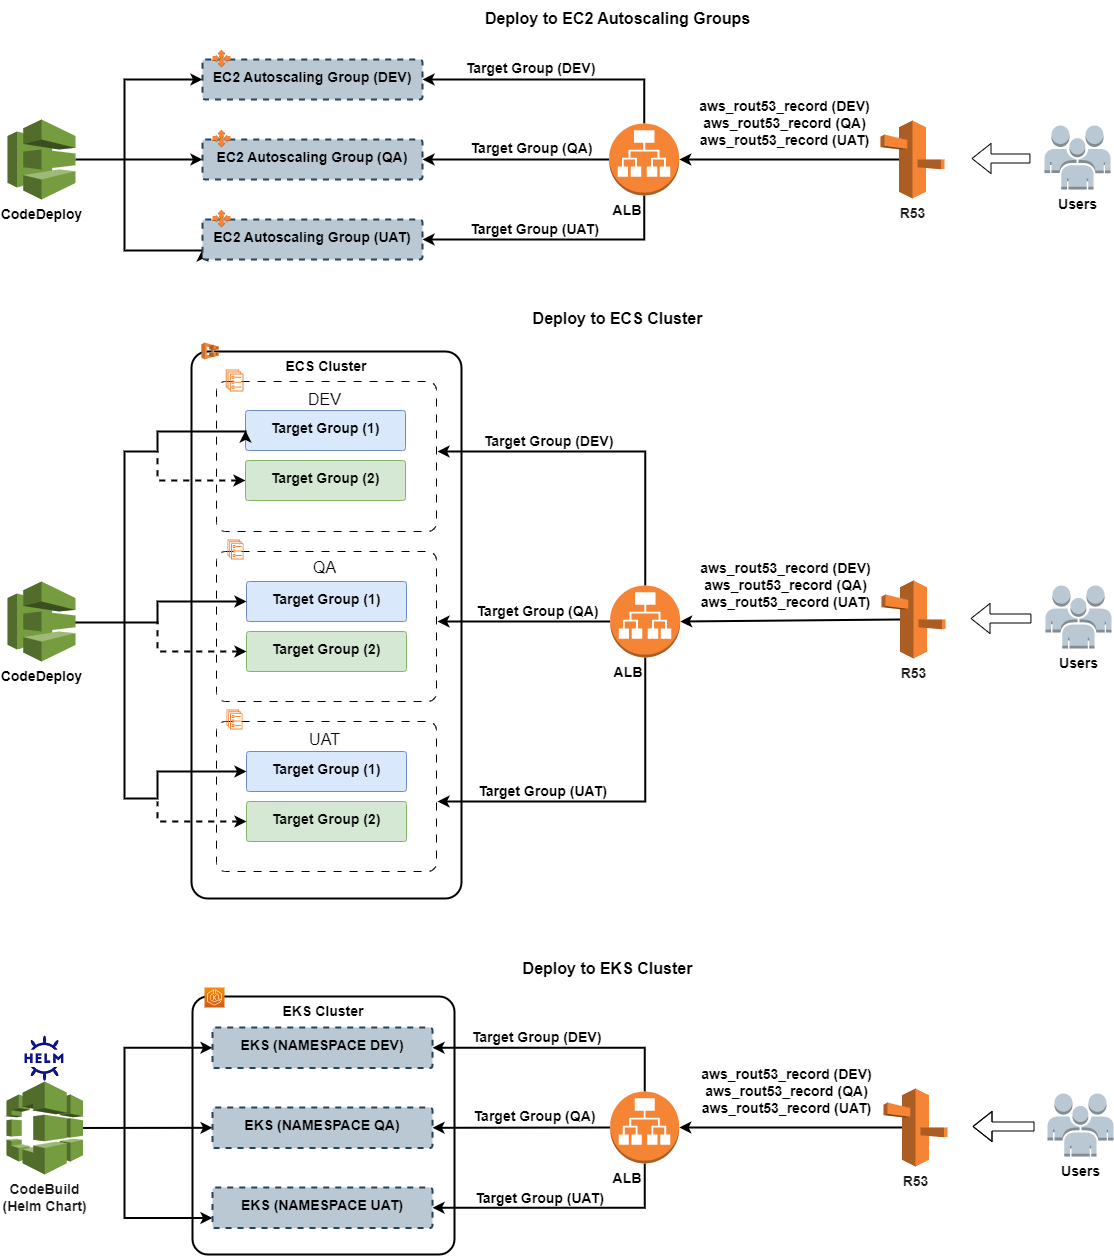 Deploy to EC2 Autoscaling Groups
EC2 Autoscaling Group (DEV)
Target Group (DEV)
aws_rout53_record (DEV)
aws_rout53_record (QA)
aws_rout53_record (UAT)
EC2 Autoscaling Group (QA)
Target Group (QA)
CodeDeploy
ALB
R53
Users
EC2 Autoscaling Group (UAT)
Target Group (UAT)
Deploy to ECS Cluster
ECS Cluster
DEV
Target Group (1)
Target Group (2)
Target Group (DEV)
QA
Target Group (1)
Target Group (2)
Target Group (QA)
aws_rout53_record (DEV)
aws_rout53_record (QA)
aws_rout53_record (UAT)
CodeDeploy
ALB
R53
Users
UAT
Target Group (1)
Target Group (2)
Target Group (UAT)
Deploy to EKS Cluster
EKS Cluster
EKS (NAMESPACE DEV)
Target Group (DEV)
HELM
aws_rout53_record (DEV)
aws_rout53_record (QA)
aws_rout53_record (UAT)
EKS (NAMESPACE QA)
Target Group (QA)
CodeBuild
(Helm Chart)
ALB
R53
Users
EKS (NAMESPACE UAT)
Target Group (UAT)